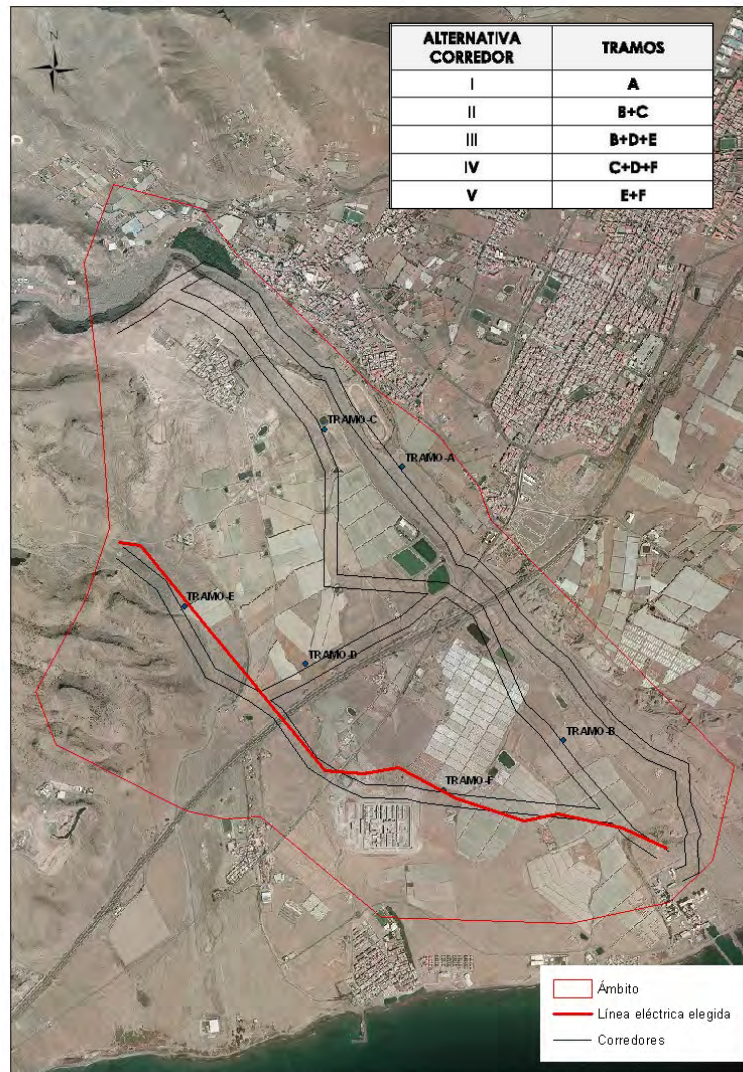 N
ALTERNATIVA CORREDOR TRAMOS
I A
II B+C
III B+D+E
IV C+D+F
V E+F
TRAMO-C
TRAMO-A
TRAMO-E
TRAMO-D
TRAMO-B
TRAMO-F
Ámbito
Línea eléctrica elegida
Corredores